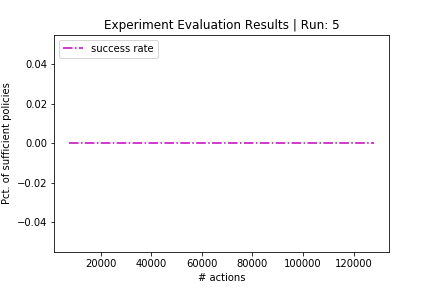 Experiment Evaluation Results | Run: 5
success rate
Pct. of sufficient policies
0.04
0.02
0.00
−0.02
−0.04
20000 40000 60000 80000 100000 120000
# actions